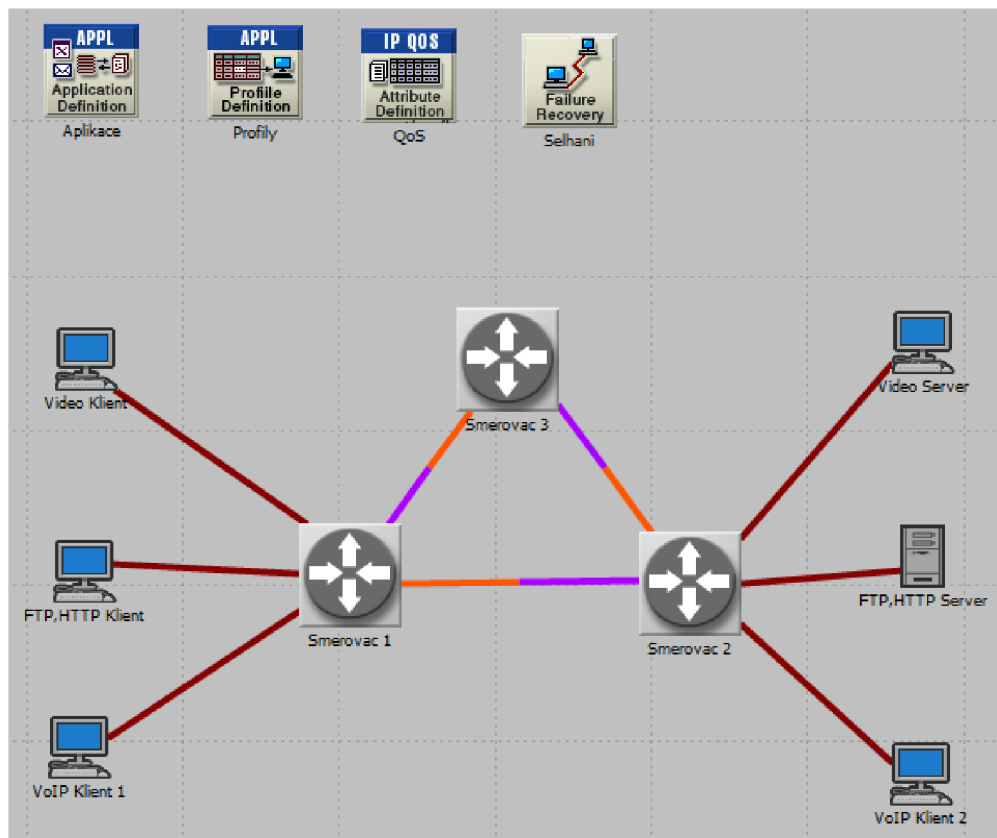 APPL
Application
Definition
Aplikace
APPL
Profiile
Definition
Profily
IP QOS
Attribute
Definition
QoS
Failure
Recovery
Selhani
Video Klient
Smerovac 3
Video Server
FTP,HTTP Klient
Smerovac 1
Smerovac 2
FTP,HTTP Server
VoIP Klient 1
VoIP Klient 2